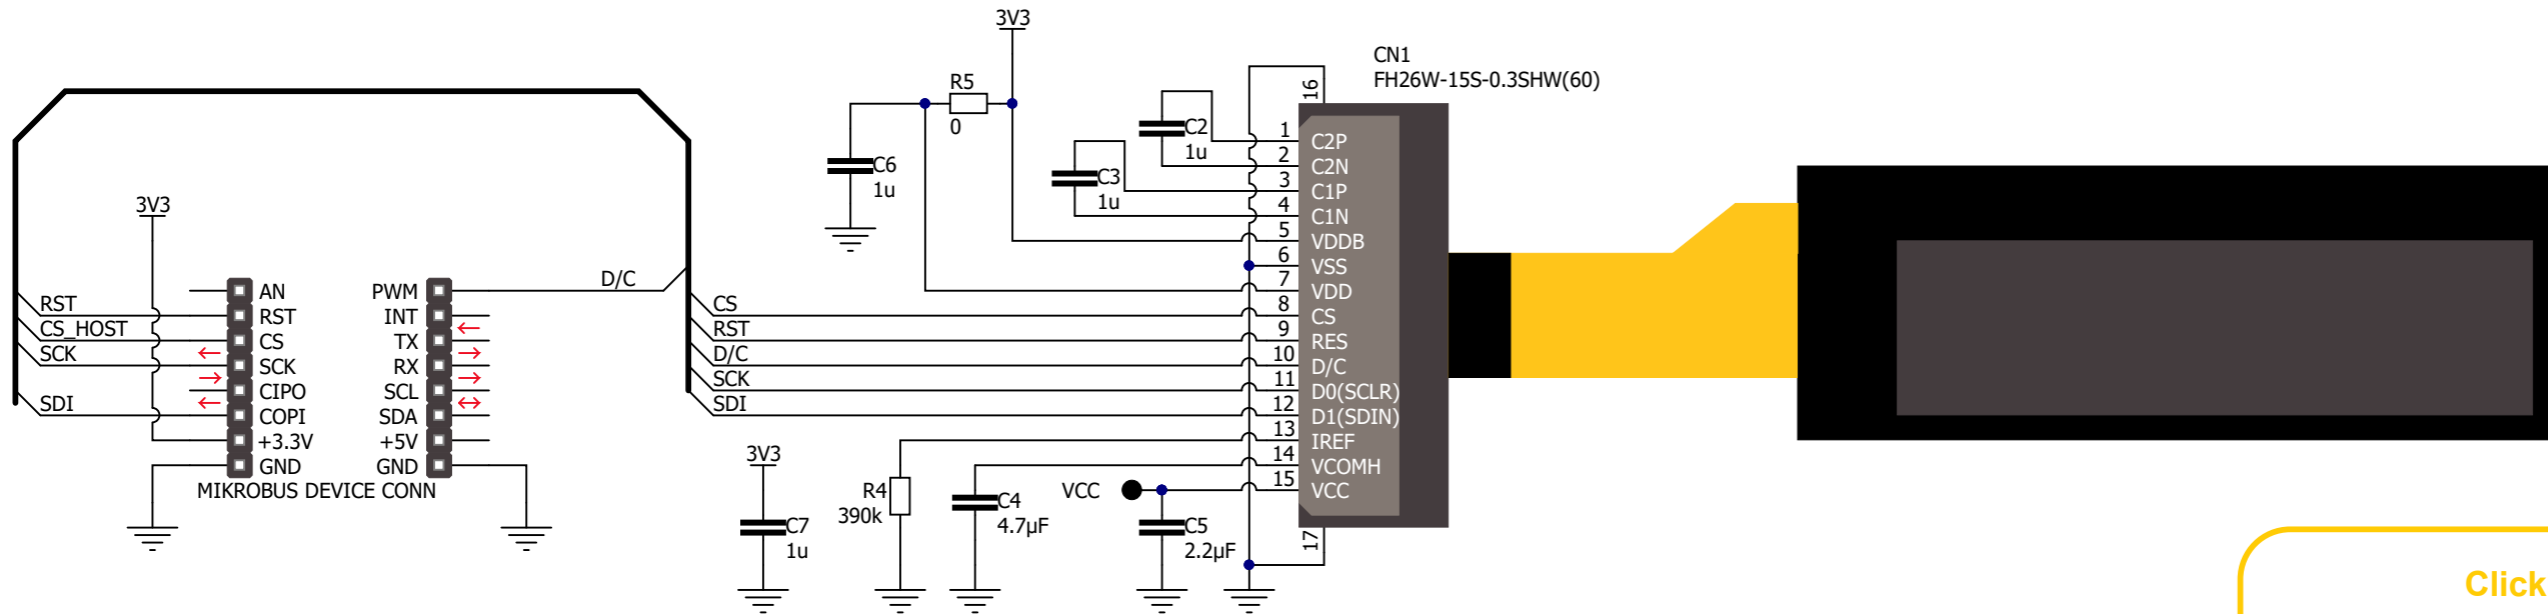 3V3
CN1
FH26W-15S-0.3SHW(60)
R5
0
16
C2
1u
C3
1u
C6
1u
1 C2P
2 C2N
3 C1P
4 C1N
5 VDDB
6 VSS
7 VDD
8 CS
9 RES
10 D/C
11 D0(SCLR)
12 D1(SDIN)
13 IREF
14 VCOMH
15 VCC
17
3V3
RST
CS_HOST
SCK
SDI
AN
RST
CS
SCK
CIPO
COPI
+3.3V
GND
PWM
INT
TX
RX
SCL
SDA
+5V
GND
MIKROBUS DEVICE CONN
D/C
CS
RST
D/C
SCK
SDI
3V3
C7
1u
R4
390k
C4
4.7µF
VCC
C5
2.2µF
Click